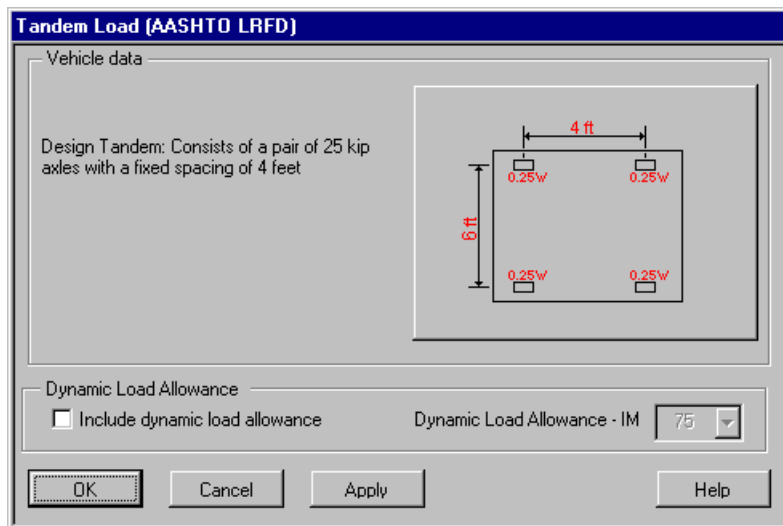 Tandem Load (AASHTO LRFD)
Vehicle data
Design Tandem: Consists of a pair of 25 kip
axles with a fixed spacing of 4 feet
4 ft
0.25W
0.25W
6 ft
0.25W
0.25W
Dynamic Load Allowance
Include dynamic load allowance
Dynamic Load Allowance - IM
75
OK
Cancel
Apply
Help